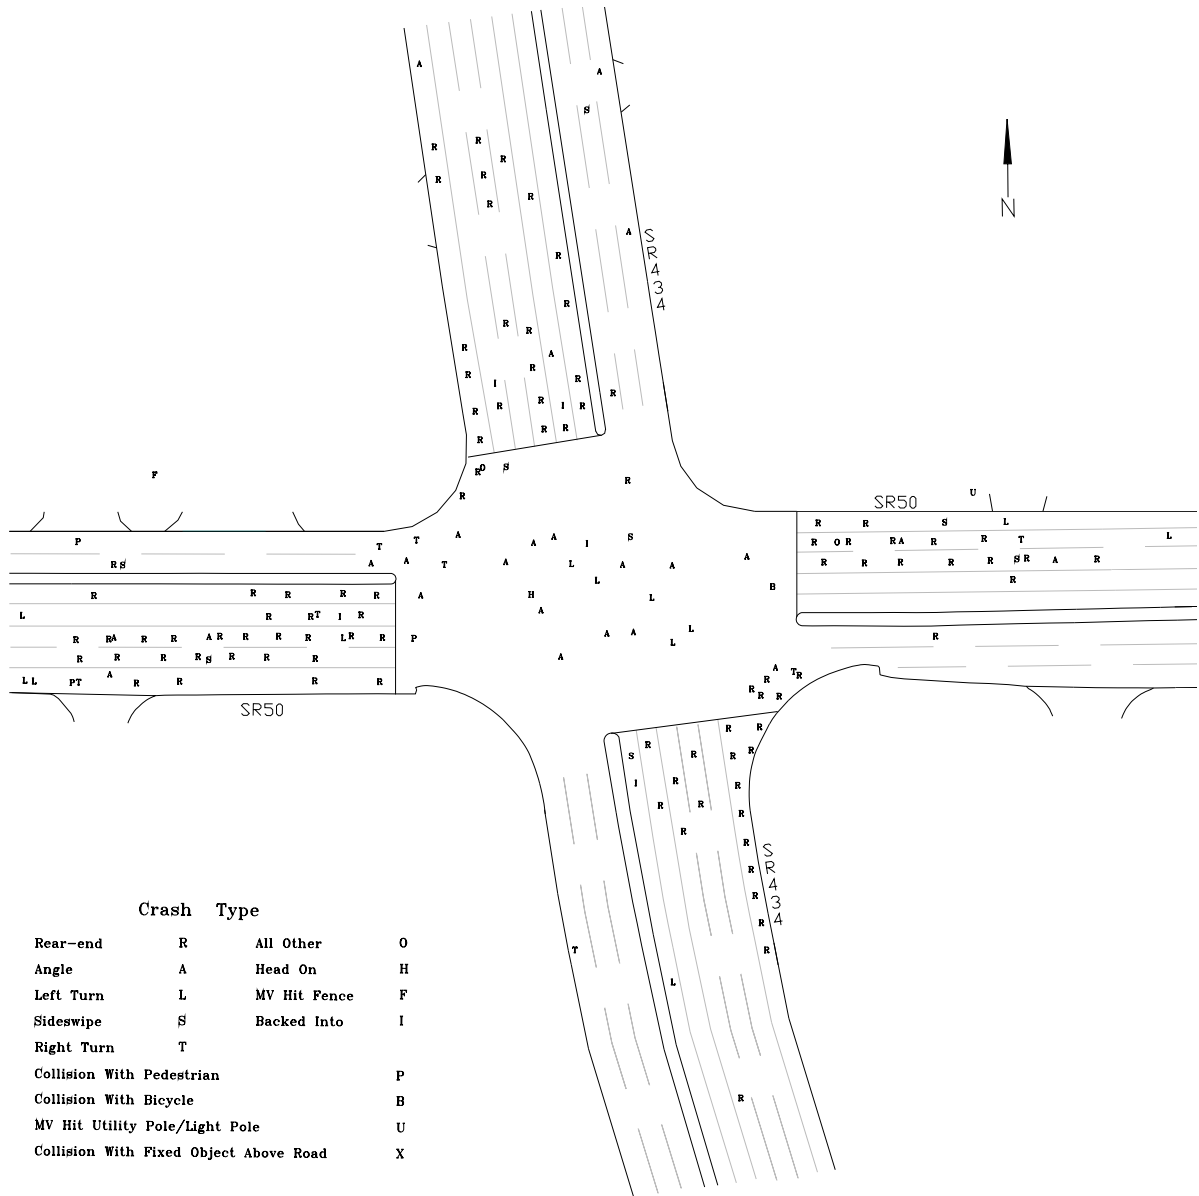 A
A
S
R
R
R
R
R
R
R
R
A
SR434
R
R
R
R
R
A
R
R
R
R
I
R
R
R
I
R
R
R
R
R
N
F
R
O
S
R
R
U
SR50
P
R
S
T
A
T
A
T
A
A
A
A
I
L
L
S
A
A
A
B
H
A
L
A
A
L
L
A
P
A
R
R
S
L
R
O
R
R
A
R
R
T
L
R
R
R
R
R
S
R
A
R
R
R
R
R
R
R
R
L
R
R
T
I
R
R
R
A
R
R
A
R
R
R
R
L
R
R
R
R
R
R
S
R
R
R
A
L
L
P
T
R
R
R
R
SR50
A
T
R
R
R
R
R
R
R
R
R
R
R
S
I
R
R
R
R
R
R
R
R
R
R
R
R
SR434
T
L
R
Crash Type
Rear-end R All Other O
Angle A Head On H
Left Turn L MV Hit Fence F
Sideswipe S Backed Into I
Right Turn T
Collision With Pedestrian P
Collision With Bicycle B
MV Hit Utility Pole/Light Pole U
Collision With Fixed Object Above Road X